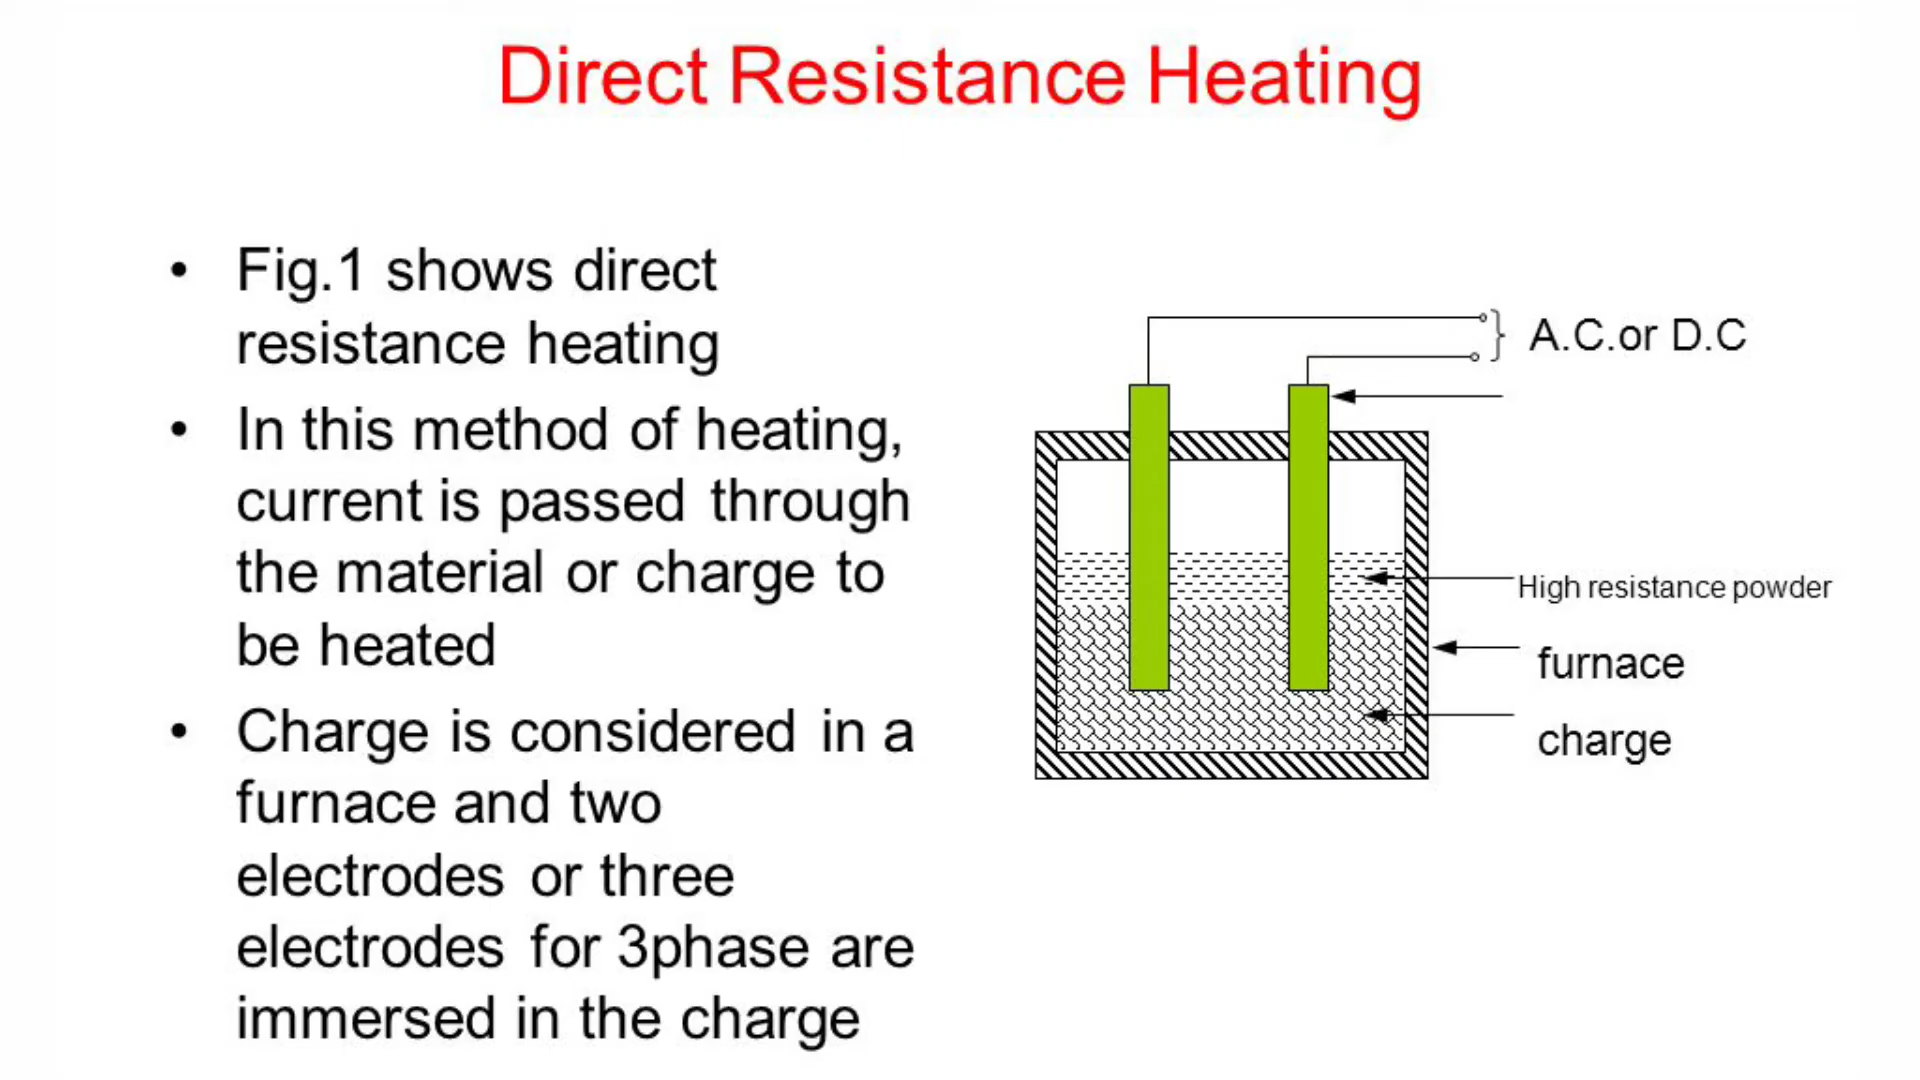 Direct Resistance Heating
• Fig.1 shows direct
resistance heating
• In this method of heating,
current is passed through
the material or charge to
be heated
• Charge is considered in a
furnace and two
electrodes or three
electrodes for 3phase are
immersed in the charge
A.C.or D.C
High resistance powder
furnace
charge